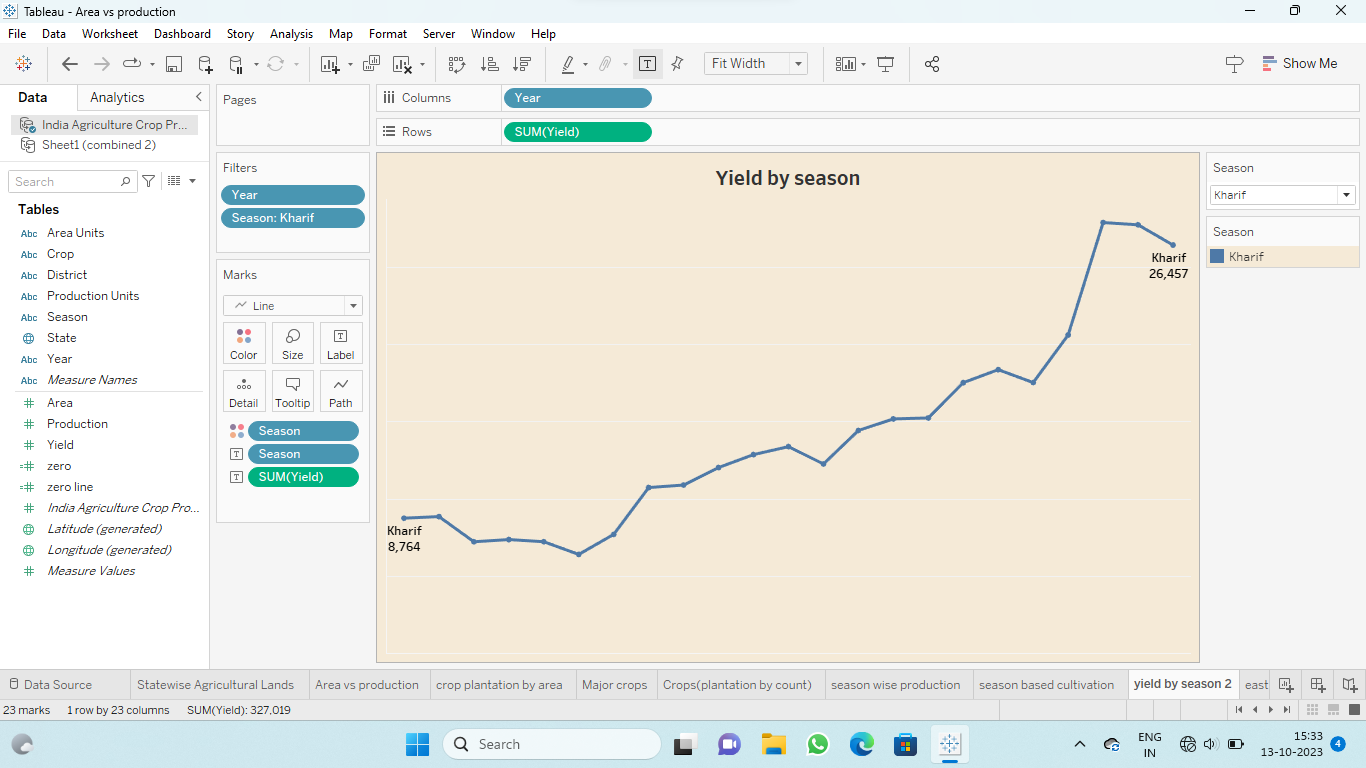 Tableau - Area vs production
File Data Worksheet Dashboard Story Analysis Map Format Server Window Help
Fit Width
Show Me
Data Analytics
India Agriculture Crop Pr...
Sheet1 (combined 2)
Search
Tables
Abc Area Units
Abc Crop
Abc District
Abc Production Units
Abc Season
State
Abc Year
Abc Measure Names
# Area
# Production
# Yield
=# zero
=# zero line
# India Agriculture Crop Pro...
Latitude (generated)
Longitude (generated)
# Measure Values
Pages
Filters
Year
Season: Kharif
Marks
Line
Color Size Label
Detail Tooltip Path
Season
Season
SUM(Yield)
Columns Year
Rows SUM(Yield)
Yield by season
Kharif
26,457
Kharif
8,764
Season
Kharif
Season
Kharif
Data Source Statewise Agricultural Lands Area vs production crop plantation by area Major crops Crops(plantation by count) season wise production season based cultivation yield by season 2 east
23 marks 1 row by 23 columns SUM(Yield): 327,019
Search
ENG
IN
15:33
13-10-2023
4